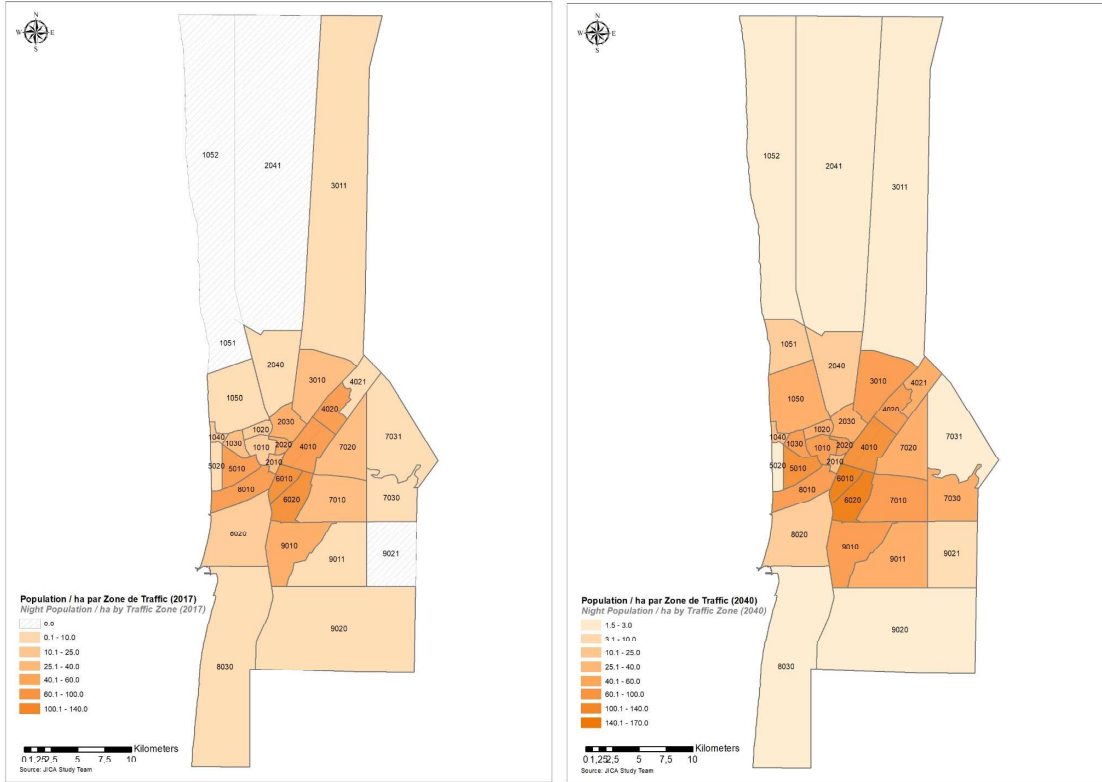 N
W E
S
1052
2041
3011
1051
2040
1050
3010
4021
4020
2030
1020
1040
1030
1010
2020
4010
7020
7031
2010
5020
5010
6010
8010
6020
7010
7030
8020
9010
9011
9021
9020
8030
Population / ha par Zone de Traffic (2017)
Night Population / ha by Traffic Zone (2017)
0.0
0.1 - 10.0
10.1 - 25.0
25.1 - 40.0
40.1 - 60.0
60.1 - 100.0
100.1 - 140.0
Kilometers
0 1,252,5 5 7,5 10
Source: JICA Study Team
N
W E
S
1052
2041
3011
1051
2040
3010
4021
1050
4020
2030
1020
1040
1030
1010
2020
4010
7020
7031
2010
5020
5010
6010
8010
6020
7010
7030
8020
9010
9011
9021
9020
8030
Population / ha par Zone de Traffic (2040)
Night Population / ha by Traffic Zone (2040)
1.5 - 3.0
3.1 - 10.0
10.1 - 25.0
25.1 - 40.0
40.1 - 60.0
60.1 - 100.0
100.1 - 140.0
140.1 - 170.0
Kilometers
0 1,252,5 5 7,5 10
Source: JICA Study Team